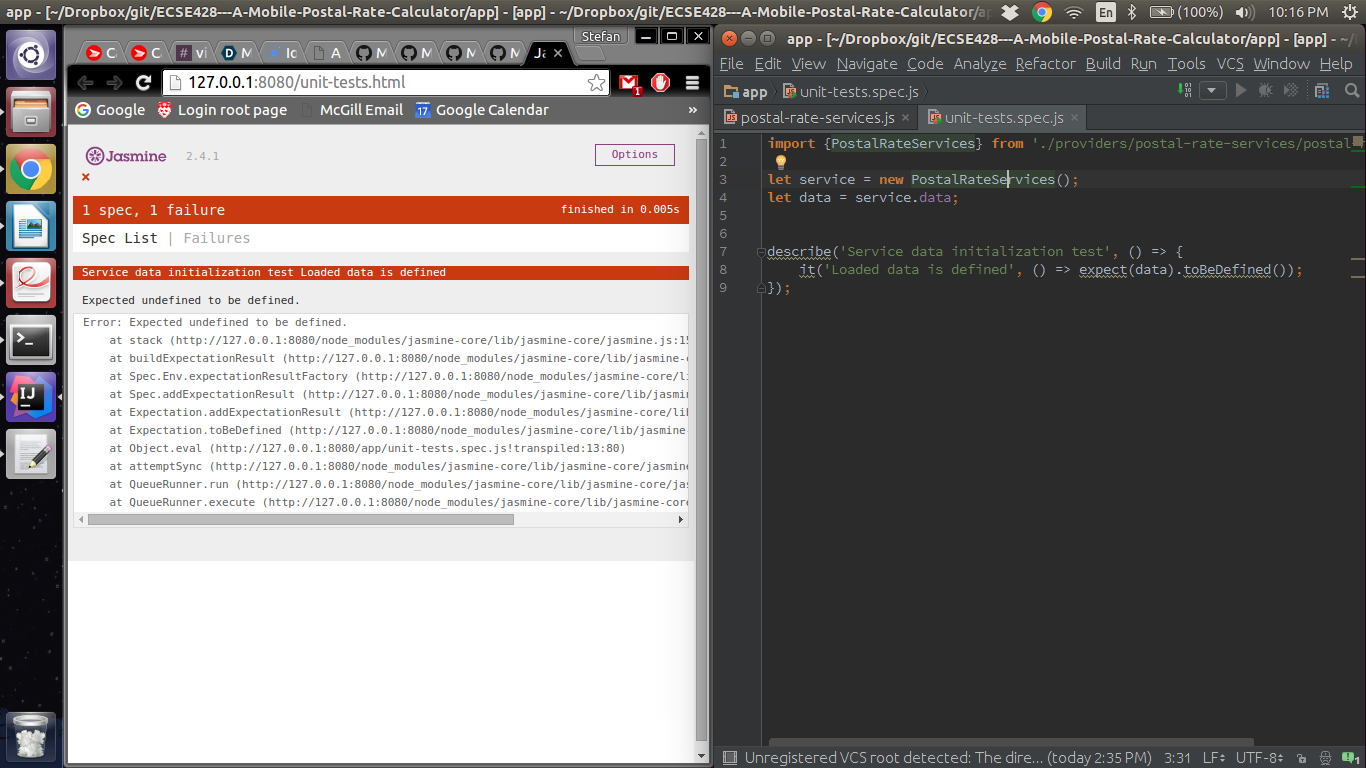 app - [~/Dropbox/git/ECSE428---A-Mobile-Postal-Rate-Calculator/app] - [app] - ~/Dropbox/git/ECSE428---A-Mobile-Postal-Rate-Calculator/ap
En
(100%)
10:16 PM
Stefan
C
C
vi
M
Ic
A
M
M
M
M
Ja
127.0.0.1:8080/unit-tests.html
1
Google
Login root page
McGill Email
17 Google Calendar
»
Jasmine 2.4.1
Options
×
1 spec, 1 failure
finished in 0.005s
Spec List | Failures
Service data initialization test Loaded data is defined
Expected undefined to be defined.
Error: Expected undefined to be defined.
at stack (http://127.0.0.1:8080/node_modules/jasmine-core/lib/jasmine-core/jasmine.js:15
at buildExpectationResult (http://127.0.0.1:8080/node_modules/jasmine-core/lib/jasmine-c
at Spec.Env.expectationResultFactory (http://127.0.0.1:8080/node_modules/jasmine-core/li
at Spec.addExpectationResult (http://127.0.0.1:8080/node_modules/jasmine-core/lib/jasmin
at Expectation.addExpectationResult (http://127.0.0.1:8080/node_modules/jasmine-core/lib
at Expectation.toBeDefined (http://127.0.0.1:8080/node_modules/jasmine-core/lib/jasmine-
at Object.eval (http://127.0.0.1:8080/app/unit-tests.spec.js!transpiled:13:80)
at attemptSync (http://127.0.0.1:8080/node_modules/jasmine-core/lib/jasmine-core/jasmine
at QueueRunner.run (http://127.0.0.1:8080/node_modules/jasmine-core/lib/jasmine-core/jas
at QueueRunner.execute (http://127.0.0.1:8080/node_modules/jasmine-core/lib/jasmine-core
app - [~/Dropbox/git/ECSE428---A-Mobile-Postal-Rate-Calculator/app] - [app] - ~/
File Edit View Navigate Code Analyze Refactor Build Run Tools VCS Window Help
app
unit-tests.spec.js
postal-rate-services.js ×
unit-tests.spec.js ×
1 import {PostalRateServices} from './providers/postal-rate-services/postal
2
3 let service = new PostalRateServices();
4 let data = service.data;
5
6
7 describe('Service data initialization test', () => {
8 it('Loaded data is defined', () => expect(data).toBeDefined());
9 });
Unregistered VCS root detected: The dire... (today 2:35 PM) 3:31 LF UTF-8
1
IJ